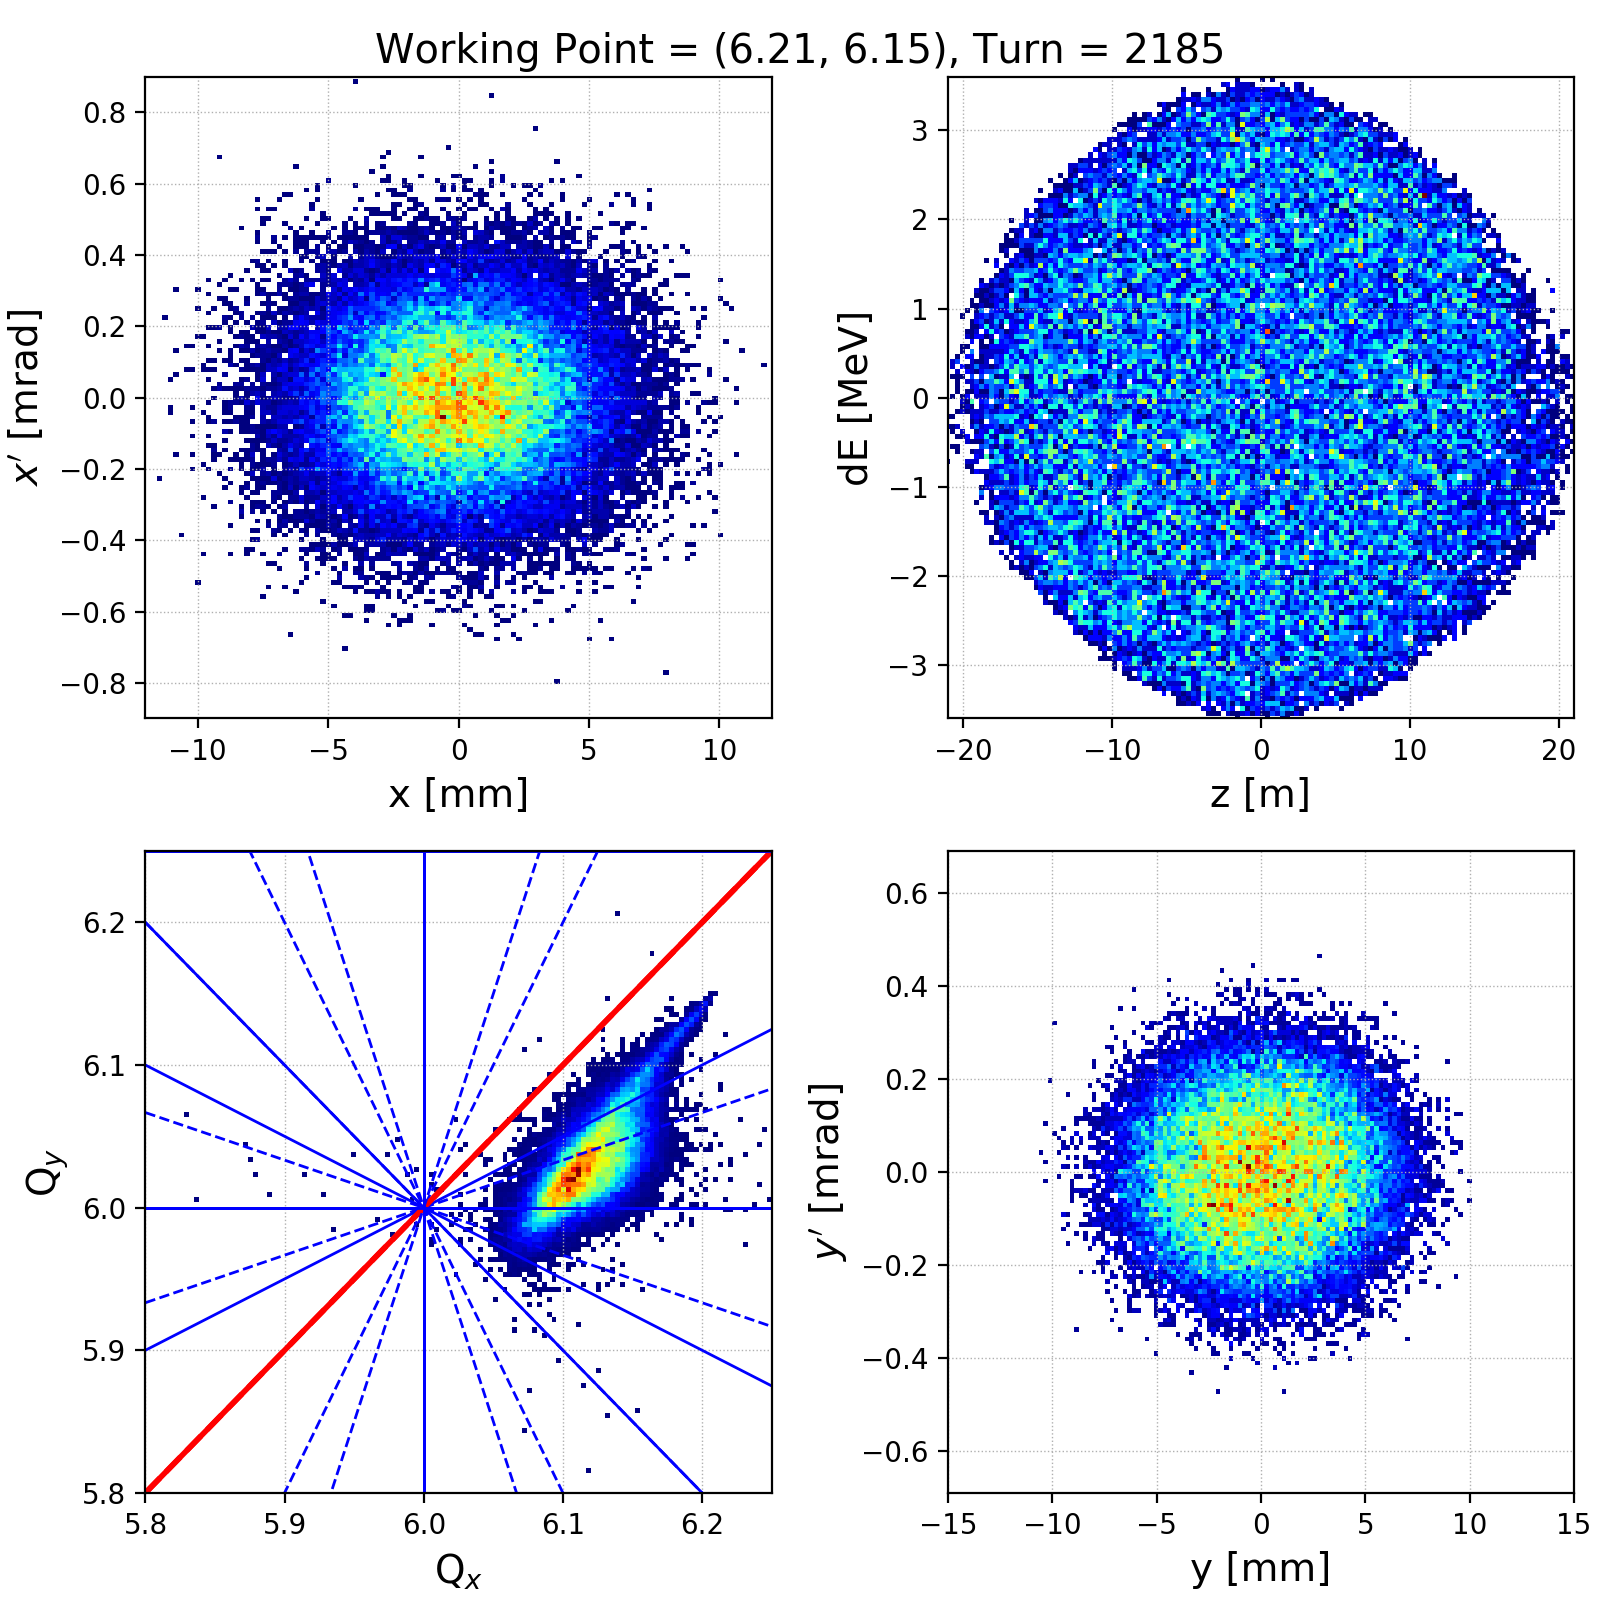 Working Point = (6.21, 6.15), Turn = 2185
x′ [mrad]
0.8
0.6
0.4
0.2
0.0
−0.2
−0.4
−0.6
−0.8
−10 −5 0 5 10
x [mm]
dE [MeV]
3
2
1
0
−1
−2
−3
−20 −10 0 10 20
z [m]
Qy
6.2
6.1
6.0
5.9
5.8
5.8 5.9 6.0 6.1 6.2
Qx
y′ [mrad]
0.6
0.4
0.2
0.0
−0.2
−0.4
−0.6
−15 −10 −5 0 5 10 15
y [mm]